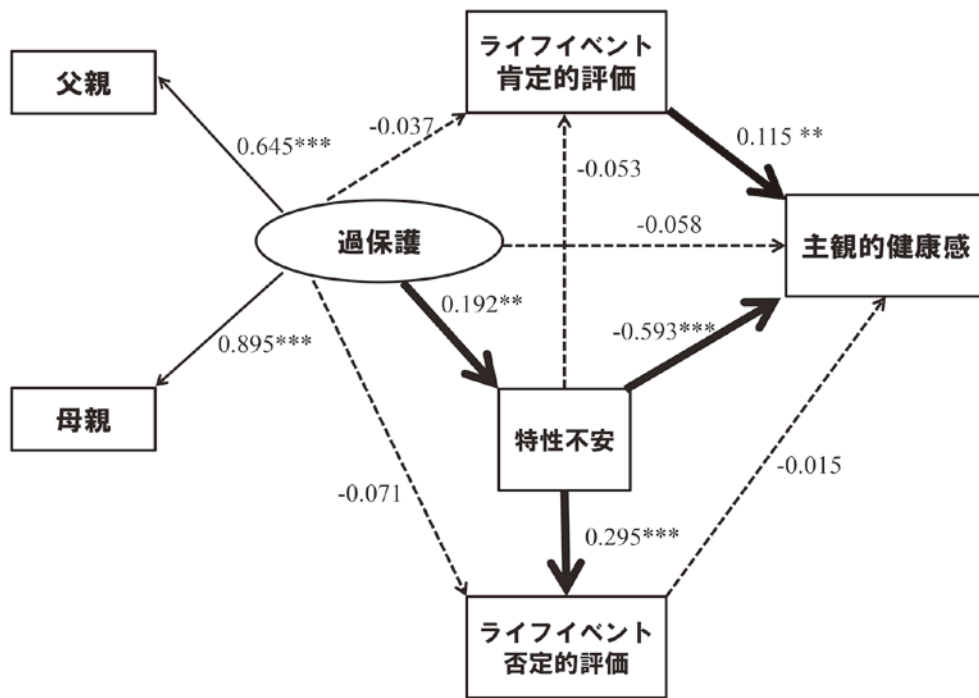 ライフイベント
肯定的評価
父親
-0.037
0.115 **
0.645***
-0.053
過保護
-0.058
主観的健康感
0.192**
-0.593***
0.895***
母親
特性不安
-0.015
-0.071
0.295***
ライフイベント
否定的評価